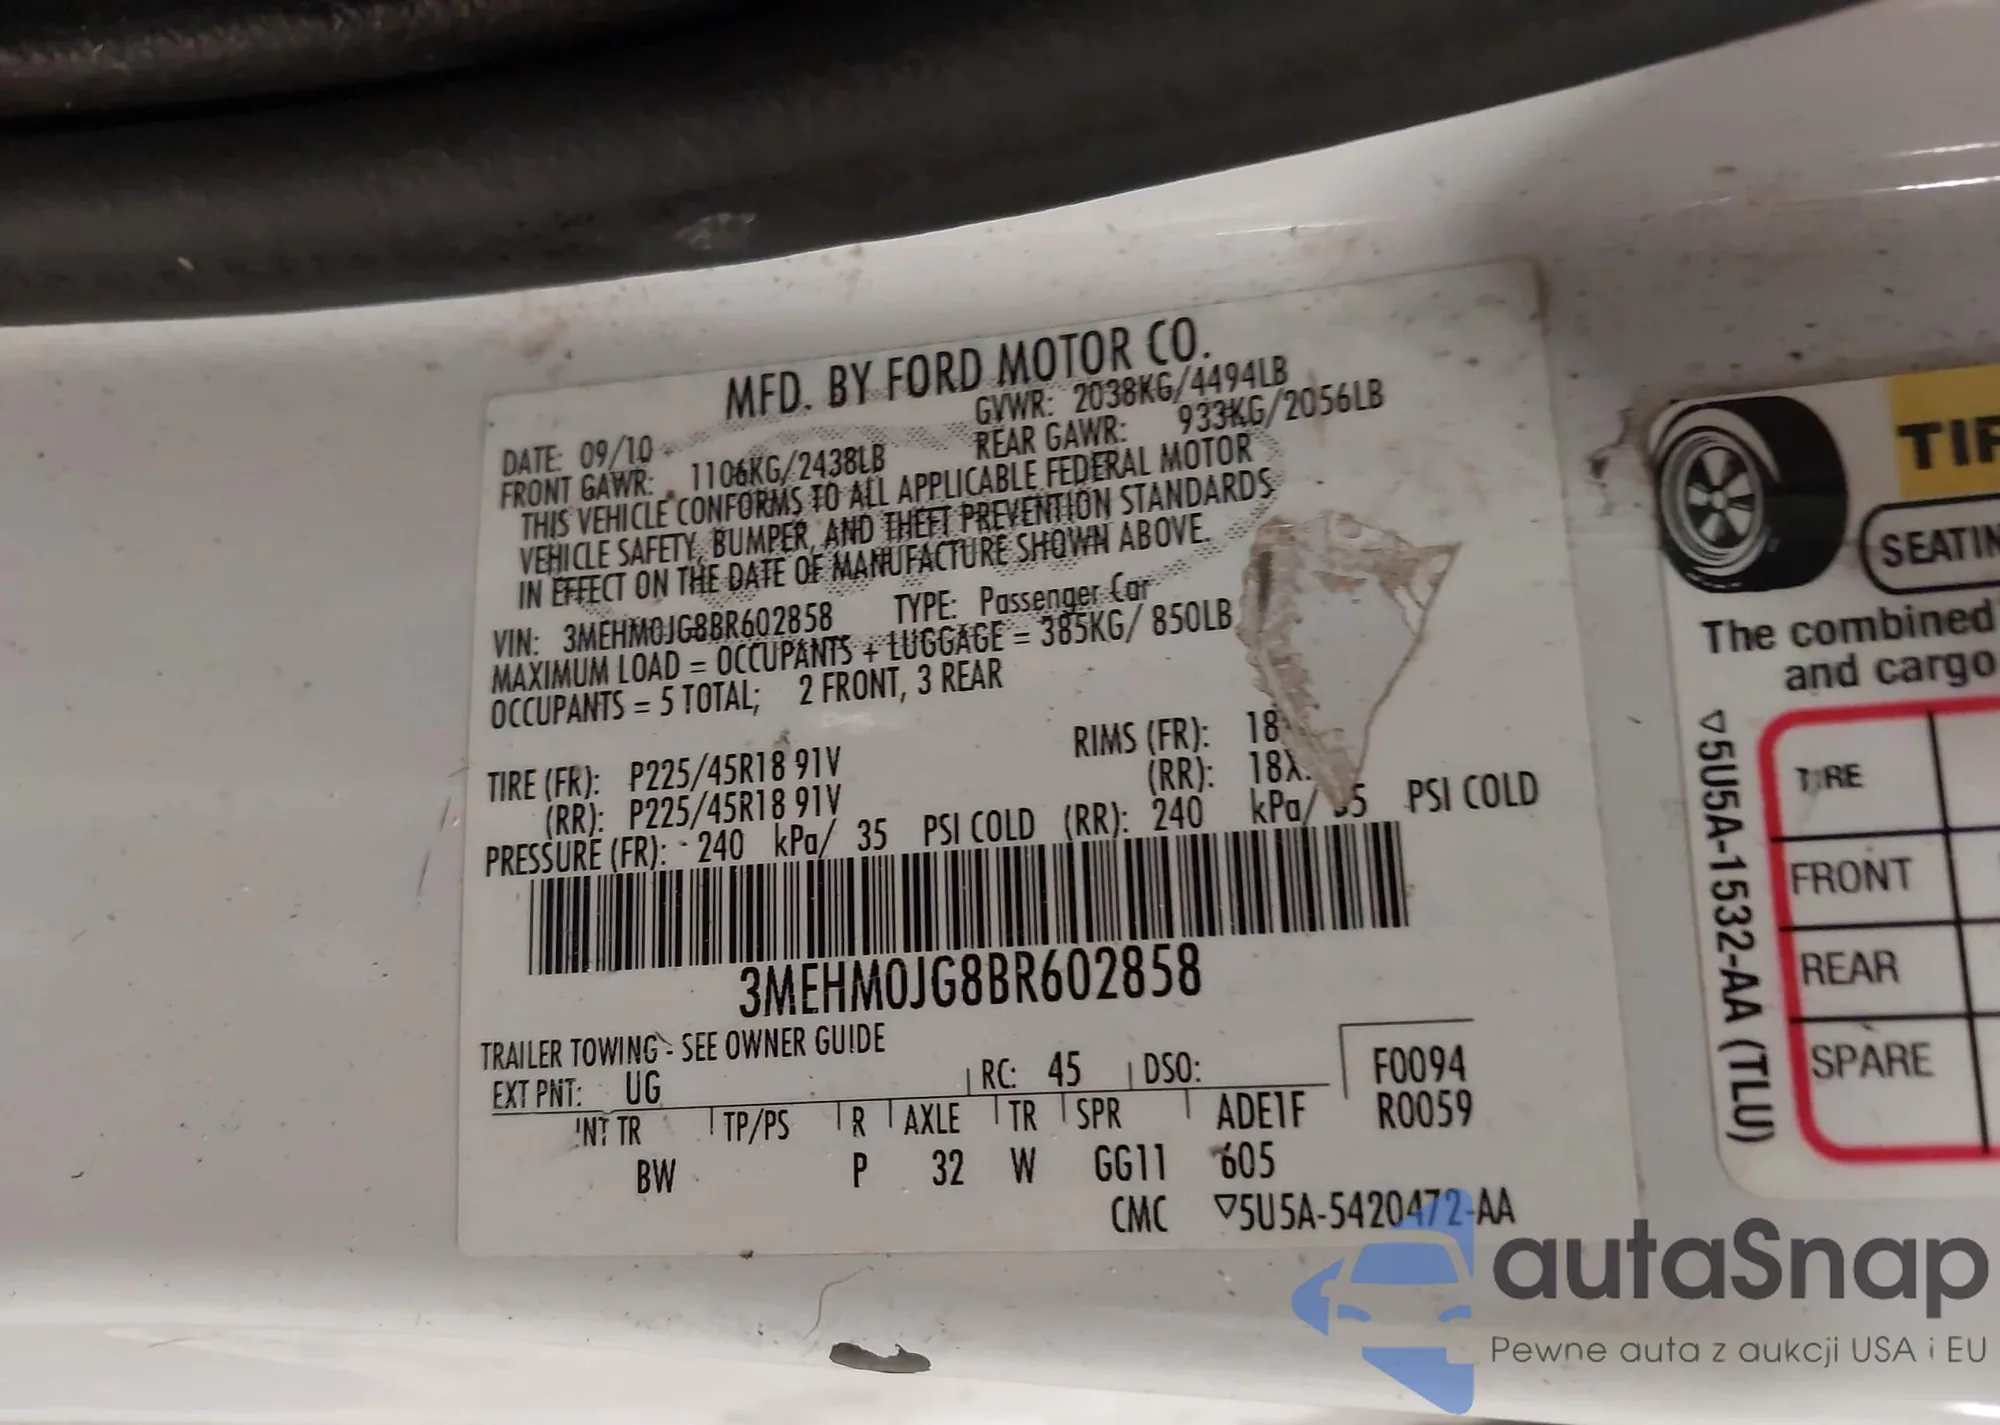 MFD. BY FORD MOTOR CO.
DATE: 09/10 GVWR: 2038KG/4494LB
FRONT GAWR: 1106KG/2438LB REAR GAWR: 933KG/2056LB
THIS VEHICLE CONFORMS TO ALL APPLICABLE FEDERAL MOTOR
VEHICLE SAFETY, BUMPER, AND THEFT PREVENTION STANDARDS
IN EFFECT ON THE DATE OF MANUFACTURE SHOWN ABOVE.
VIN: 3MEHM0JG8BR602858 TYPE: Passenger Car
MAXIMUM LOAD = OCCUPANTS + LUGGAGE = 385KG/ 850LB
OCCUPANTS = 5 TOTAL; 2 FRONT, 3 REAR
TIRE (FR): P225/45R18 91V RIMS (FR): 18
(RR): P225/45R18 91V (RR): 18X
PRESSURE (FR): 240 kPa/ 35 PSI COLD (RR): 240 kPa/ 5 PSI COLD
3MEHM0JG8BR602858
TRAILER TOWING - SEE OWNER GUIDE
EXT PNT: UG RC: 45 DSO: F0094
INT TR TP/PS R AXLE TR SPR ADE1F R0059
BW P 32 W GG11 605
CMC ▽5U5A-5420472-AA
TIR
SEATIN
The combined
and cargo
▽5U5A-1532-AA (TLU)
TIRE
FRONT
REAR
SPARE
autaSnap
Pewne auta z aukcji USA i EU